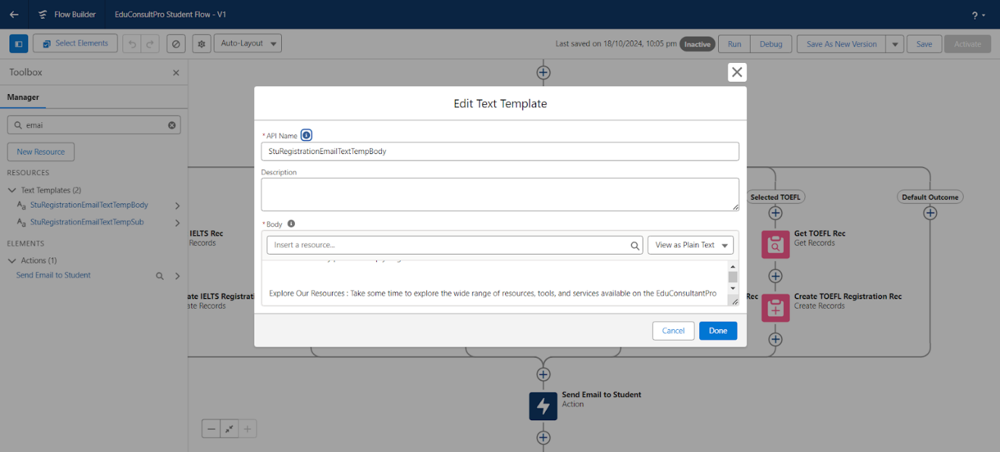 Flow Builder
EduConsultPro Student Flow - V1
?
Select Elements
Auto-Layout
Last saved on 18/10/2024, 10:05 pm
Inactive
Run
Debug
Save As New Version
Save
Activate
Toolbox
Manager
emai
New Resource
RESOURCES
Text Templates (2)
Aa StuRegistrationEmailTextTempBody
Aa StuRegistrationEmailTextTempSub
ELEMENTS
Actions (1)
Send Email to Student
Edit Text Template
* API Name
StuRegistrationEmailTextTempBody
Description
* Body
Insert a resource...
View as Plain Text
Explore Our Resources : Take some time to explore the wide range of resources, tools, and services available on the EduConsultantPro
Cancel
Done
IELTS Rec
Records
ate IELTS Registrati
ate Records
Selected TOEFL
Default Outcome
Get TOEFL Rec
Get Records
Rec
Create TOEFL Registration Rec
Create Records
Send Email to Student
Action